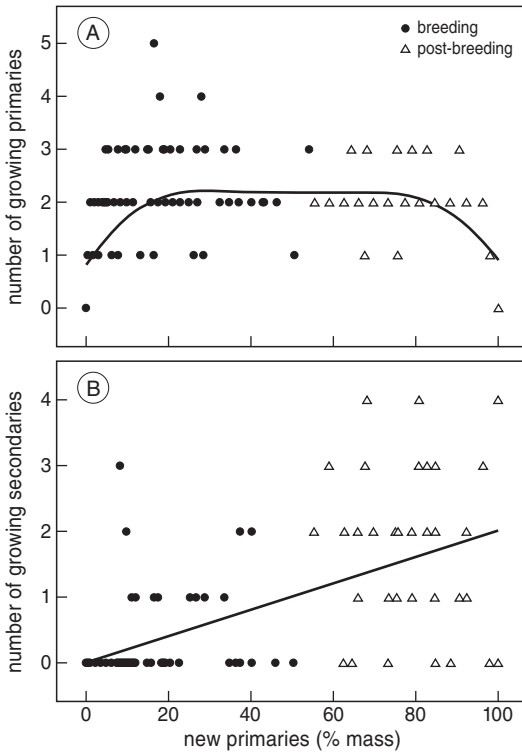 A
breeding
post-breeding
number of growing primaries
5
4
3
2
1
0
B
number of growing secondaries
4
3
2
1
0
0 20 40 60 80 100
new primaries (% mass)